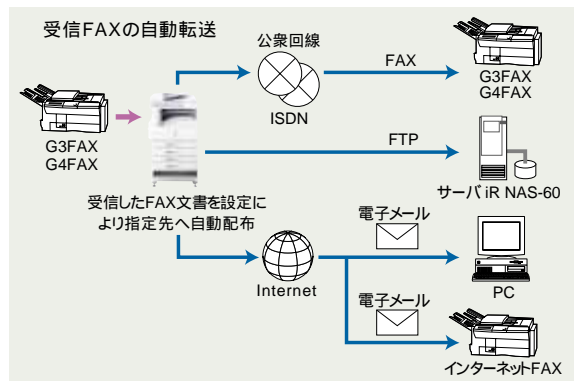 受信FAXの自動転送
公衆回線
ISDN
FAX
G3FAX
G4FAX
G3FAX
G4FAX
FTP
サーバ iR NAS-60
受信したFAX文書を設定に
より指定先へ自動配布
Internet
電子メール
PC
電子メール
インターネットFAX